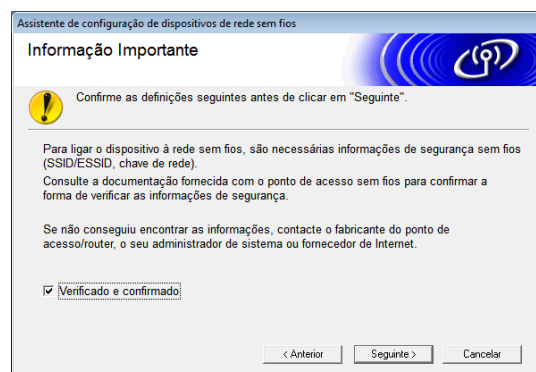 Assistente de configuração de dispositivos de rede sem fios
Informação Importante
Confirme as definições seguintes antes de clicar em "Seguinte".
Para ligar o dispositivo à rede sem fios, são necessárias informações de segurança sem fios
(SSID/ESSID, chave de rede).
Consulte a documentação fornecida com o ponto de acesso sem fios para confirmar a
forma de verificar as informações de segurança.
Se não conseguiu encontrar as informações, contacte o fabricante do ponto de
acesso/router, o seu administrador de sistema ou fornecedor de Internet.
Verificado e confirmado
< Anterior
Seguinte >
Cancelar